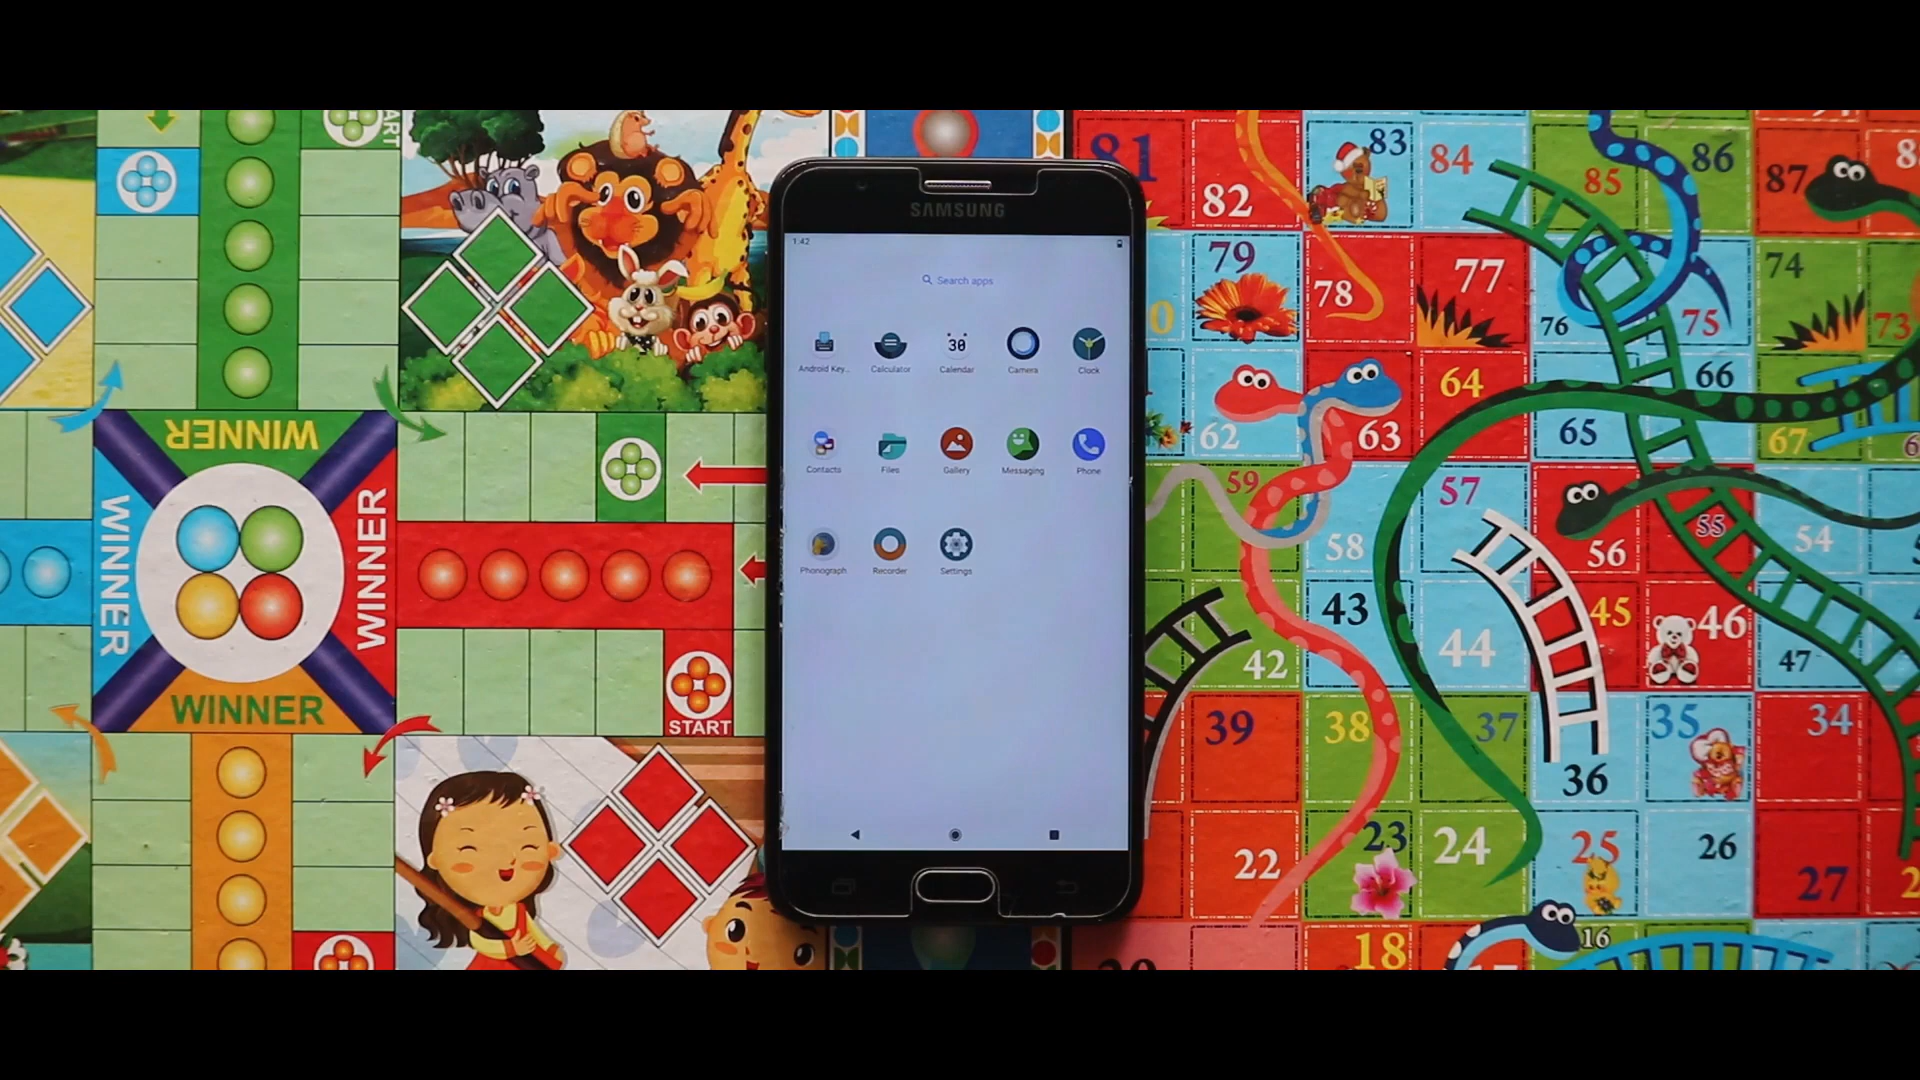 START
WINNER
WINNER
WINNER
WINNER
START
SAMSUNG
1:42
Search apps
Android Key...
Calculator
30
Calendar
Camera
Clock
Contacts
Files
Gallery
Messaging
Phone
Phonograph
Recorder
Settings
81 82 83 84 85 86 87
79 78 77 76 75 74 73
62 63 64 65 66 67
59 58 57 56 55 54
42 43 44 45 46 47
39 38 37 36 35 34
22 23 24 25 26 27
18 16